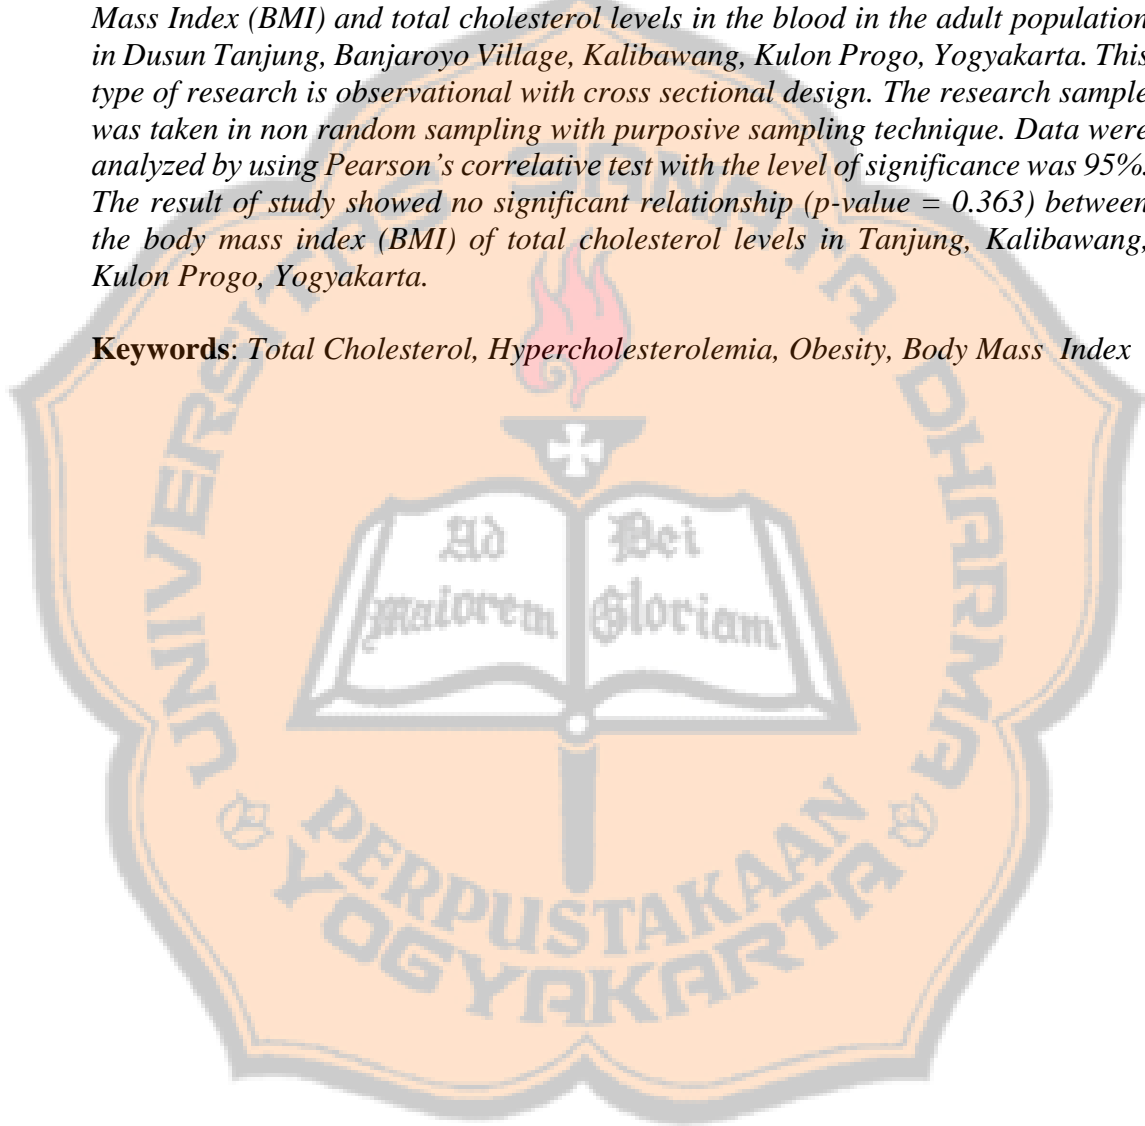 Mass Index (BMI) and total cholesterol levels in the blood in the adult population
in Dusun Tanjung, Banjaroyo Village, Kalibawang, Kulon Progo, Yogyakarta. This
type of research is observational with cross sectional design. The research sample
was taken in non random sampling with purposive sampling technique. Data were
analyzed by using Pearson's correlative test with the level of significance was 95%.
The result of study showed no significant relationship (p-value = 0.363) between
the body mass index (BMI) of total cholesterol levels in Tanjung, Kalibawang,
Kulon Progo, Yogyakarta.
Keywords: Total Cholesterol, Hypercholesterolemia, Obesity, Body Mass Index
UNIVERSITAS SANATA DHARMA
Ad Dei
Maiorem Gloriam
PERPUSTAKAAN
YOGYAKARTA